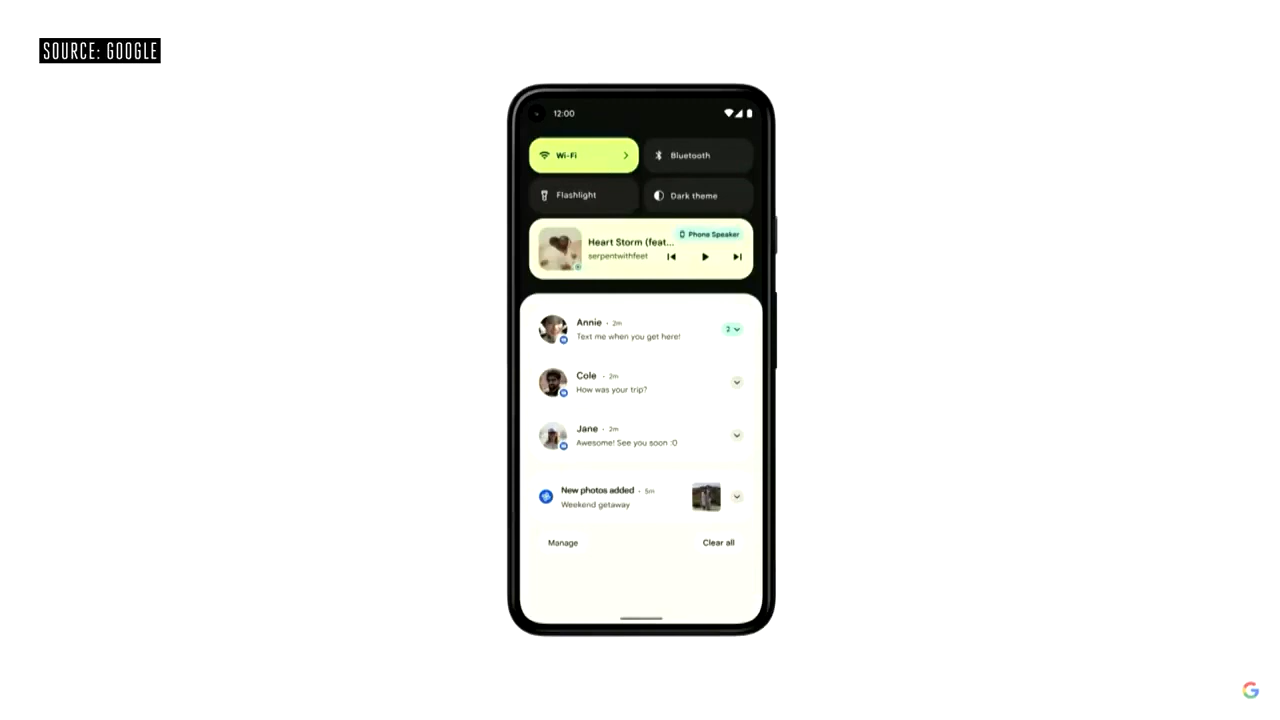 SOURCE: GOOGLE
12:00
Wi-Fi
Bluetooth
Flashlight
Dark theme
Phone Speaker
Heart Storm (feat...
serpentwithfeet
Annie · 2m
Text me when you get here!
2
Cole · 2m
How was your trip?
Jane · 2m
Awesome! See you soon :O
New photos added · 5m
Weekend getaway
Manage
Clear all